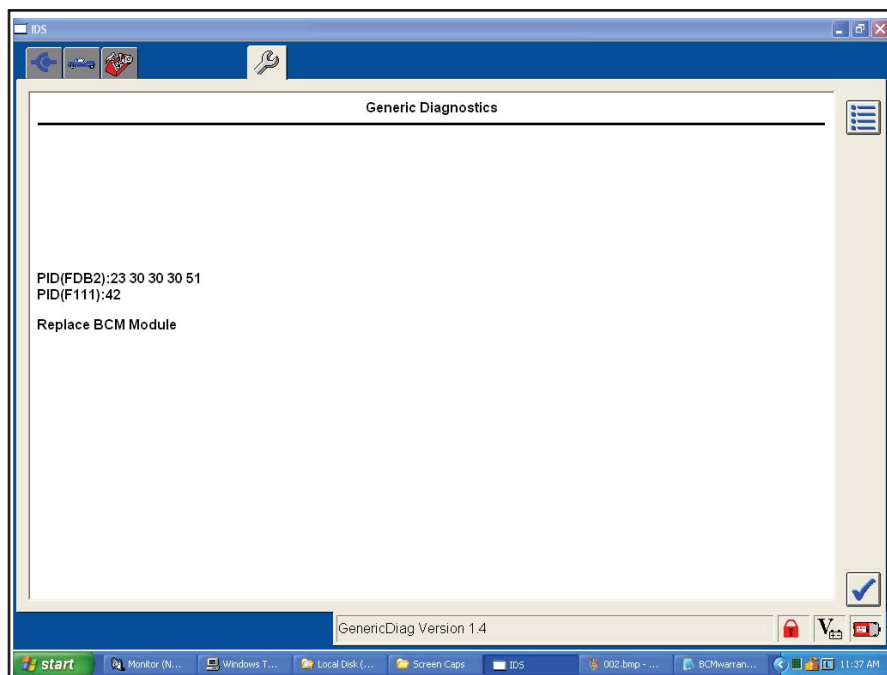 IDS
Generic Diagnostics
PID(FDB2):23 30 30 30 51
PID(F111):42
Replace BCM Module
GenericDiag Version 1.4
V
start
Monitor (N...
Windows T...
Local Disk (...
Screen Caps
IDS
002.bmp - ...
BCMwarran...
L
11:37 AM